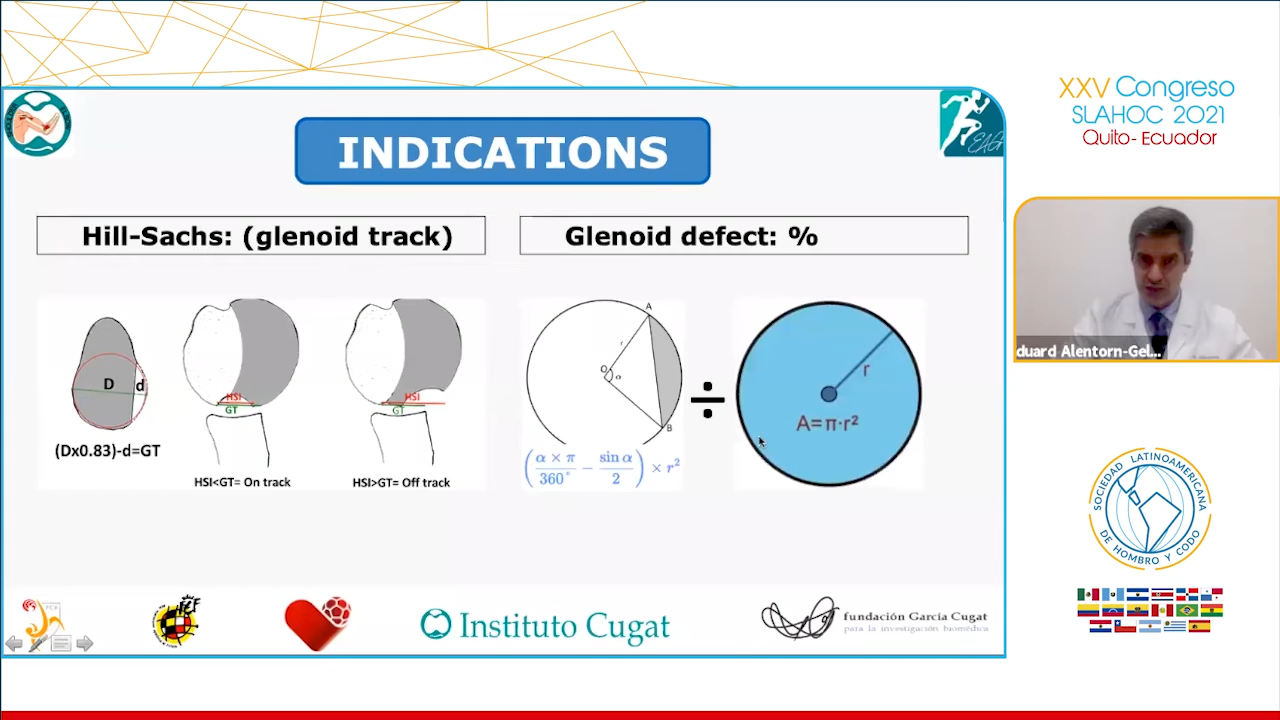 XXV Congreso
SLAHOC 2021
Quito - Ecuador
INDICATIONS
Hill-Sachs: (glenoid track)
Glenoid defect: %
D
d
(Dx0.83)-d=GT
HSI
GT
HSI<GT= On track
HSI
GT
HSI>GT= Off track
A
r
O
α
B
(α × π / 360° − sin α / 2) × r²
÷
r
A=π·r²
duard Alentorn-Gel...
SOCIEDAD LATINOAMERICANA
DE HOMBRO Y CODO
Instituto Cugat
fundación García Cugat
para la investigación biomédica